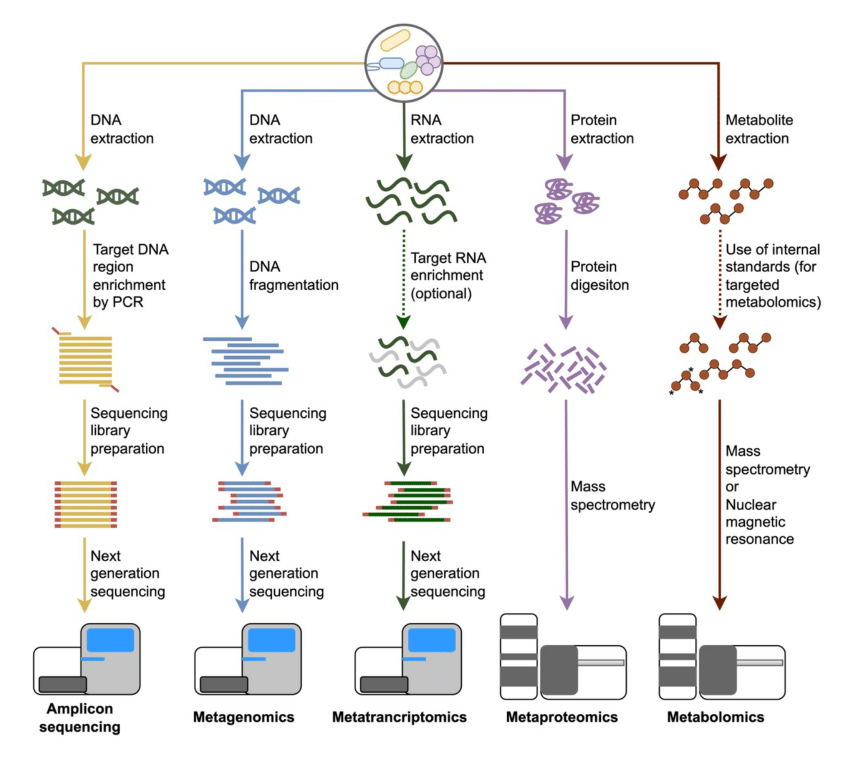 DNA
extraction
DNA
extraction
RNA
extraction
Protein
extraction
Metabolite
extraction
Target DNA
region
enrichment
by PCR
DNA
fragmentation
Target RNA
enrichment
(optional)
Protein
digesiton
Use of internal
standards (for
targeted
metabolomics)
*
*
*
Sequencing
library
preparation
Sequencing
library
preparation
Sequencing
library
preparation
Mass
spectrometry
Mass
spectrometry
or
Nuclear
magnetic
resonance
Next
generation
sequencing
Next
generation
sequencing
Next
generation
sequencing
Amplicon
sequencing
Metagenomics
Metatrancriptomics
Metaproteomics
Metabolomics